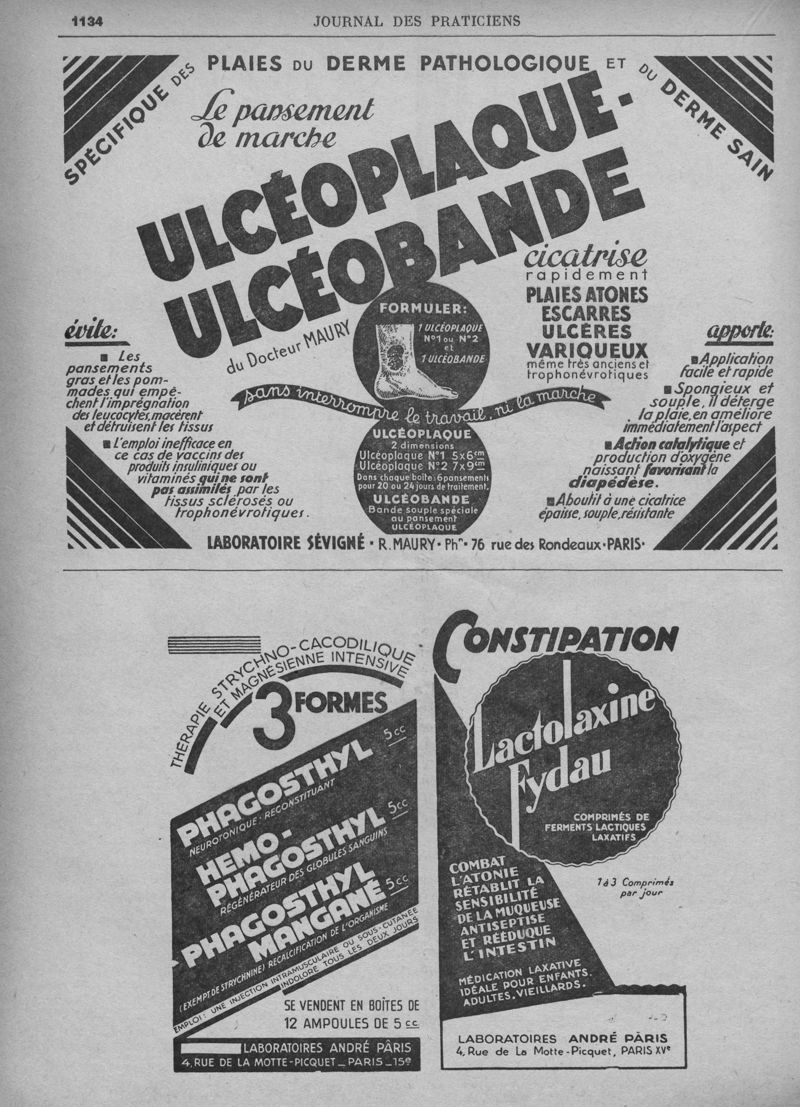 1134
JOURNAL DES PRATICIENS
SPÉCIFIQUE DES PLAIES DU DERME PATHOLOGIQUE ET DU DERME SAIN
Le pansement
de marche
ULCÉOPLAQUE-
ULCÉOBANDE
du Docteur MAURY
cicatrise
rapidement
PLAIES ATONES
ESCARRES
ULCÈRES
VARIQUEUX
même très anciens et
trophonévrotiques
FORMULER:
1 ULCÉOPLAQUE
N°1 ou N°2
et
1 ULCÉOBANDE
sans interrompre le travail, ni la marche
évite:
Les
pansements
gras et les pom-
mades qui empê-
chent l'imprégnation
des leucocytes, macèrent
et détruisent les tissus
L'emploi inefficace en
ce cas de vaccins des
produits insuliniques ou
vitaminés qui ne sont
pas assimilés par les
tissus sclérosés ou
trophonévrotiques.
ULCÉOPLAQUE
2 dimensions
Ulcéoplaque N°1 5x6cm
Ulcéoplaque N°2 7x9cm
Dans chaque boîte: 6 pansements
pour 20 ou 24 jours de traitement.
ULCÉOBANDE
Bande souple spéciale
au pansement
ULCÉOPLAQUE
apporte:
Application
facile et rapide
Spongieux et
souple, il déterge
la plaie, en améliore
immédiatement l'aspect
Action catalytique et
production d'oxygène
naissant favorisant la
diapédèse.
Aboutit à une cicatrice
épaisse, souple, résistante
LABORATOIRE SÉVIGNÉ • R. MAURY • Phn • 76 rue des Rondeaux • PARIS •
THÉRAPIE STRYCHNO-CACODILIQUE
ET MAGNÉSIENNE INTENSIVE
3 FORMES
PHAGOSTHYL 5cc
NEUROTONIQUE · RECONSTITUANT
HEMO-
PHAGOSTHYL 5cc
RÉGÉNÉRATEUR DES GLOBULES SANGUINS
PHAGOSTHYL
MANGANÉ 5cc
(EXEMPT DE STRYCHNINE) RECALCIFICATION DE L'ORGANISME
EMPLOI: UNE INJECTION INTRAMUSCULAIRE OU SOUS-CUTANÉE
INDOLORE TOUS LES DEUX JOURS
SE VENDENT EN BOÎTES DE
12 AMPOULES DE 5 cc.
LABORATOIRES ANDRÉ PÂRIS
4, RUE DE LA MOTTE-PICQUET _ PARIS _ 15e
CONSTIPATION
Lactolaxine
Fydau
COMPRIMÉS DE
FERMENTS LACTIQUES
LAXATIFS
1 à 3 Comprimés
par jour
COMBAT
L'ATONIE
RÉTABLIT LA
SENSIBILITÉ
DE LA MUQUEUSE
ANTISEPTISE
ET RÉÉDUQUE
L'INTESTIN
MÉDICATION LAXATIVE
IDÉALE POUR ENFANTS.
ADULTES. VIEILLARDS.
LABORATOIRES ANDRÉ PÂRIS
4, Rue de La Motte-Picquet, PARIS XVe